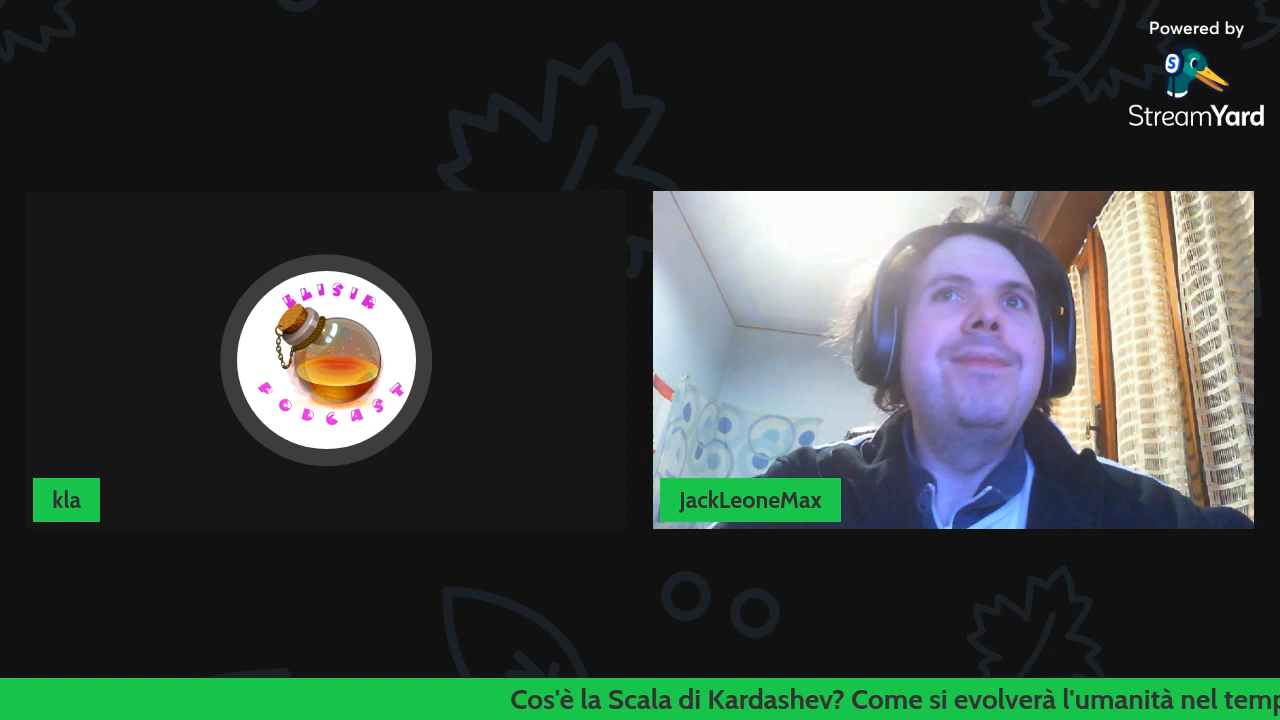 Powered by
S
StreamYard
ELISIR
PODCAST
kla
JackLeoneMax
Cos'è la Scala di Kardashev? Come si evolverà l'umanità nel temp